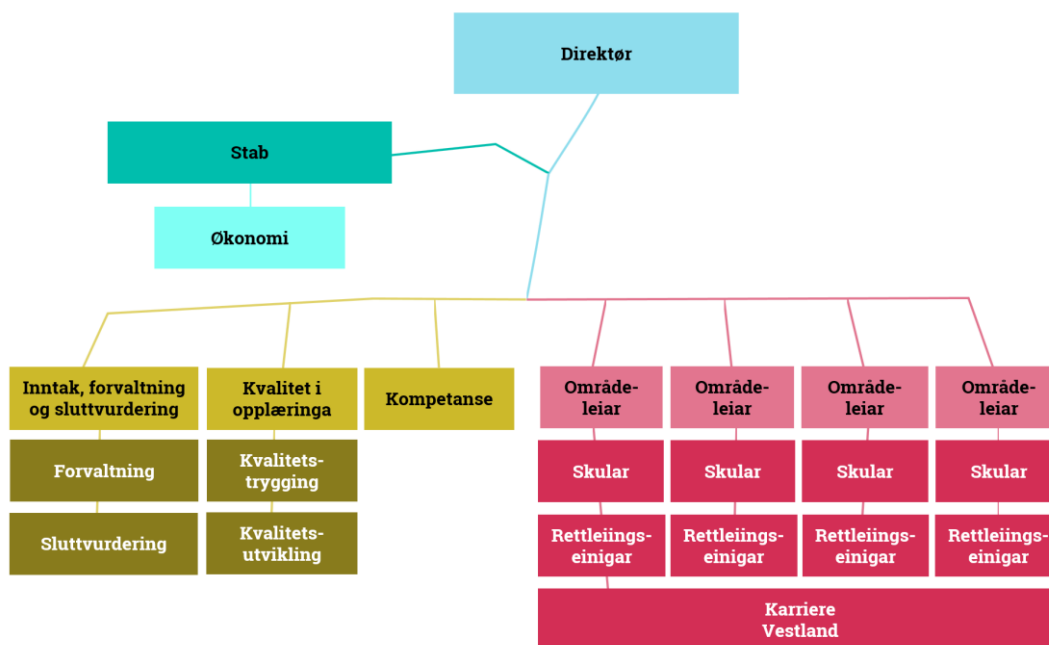 Direktør
Stab
Økonomi
Inntak, forvaltning
og sluttvurdering
Kvalitet i
opplæringa
Kompetanse
Område-
leiar
Område-
leiar
Område-
leiar
Område-
leiar
Forvaltning
Kvalitets-
trygging
Skular
Skular
Skular
Skular
Sluttvurdering
Kvalitets-
utvikling
Rettleiings-
einigar
Rettleiings-
einigar
Rettleiings-
einigar
Rettleiings-
einigar
Karriere
Vestland